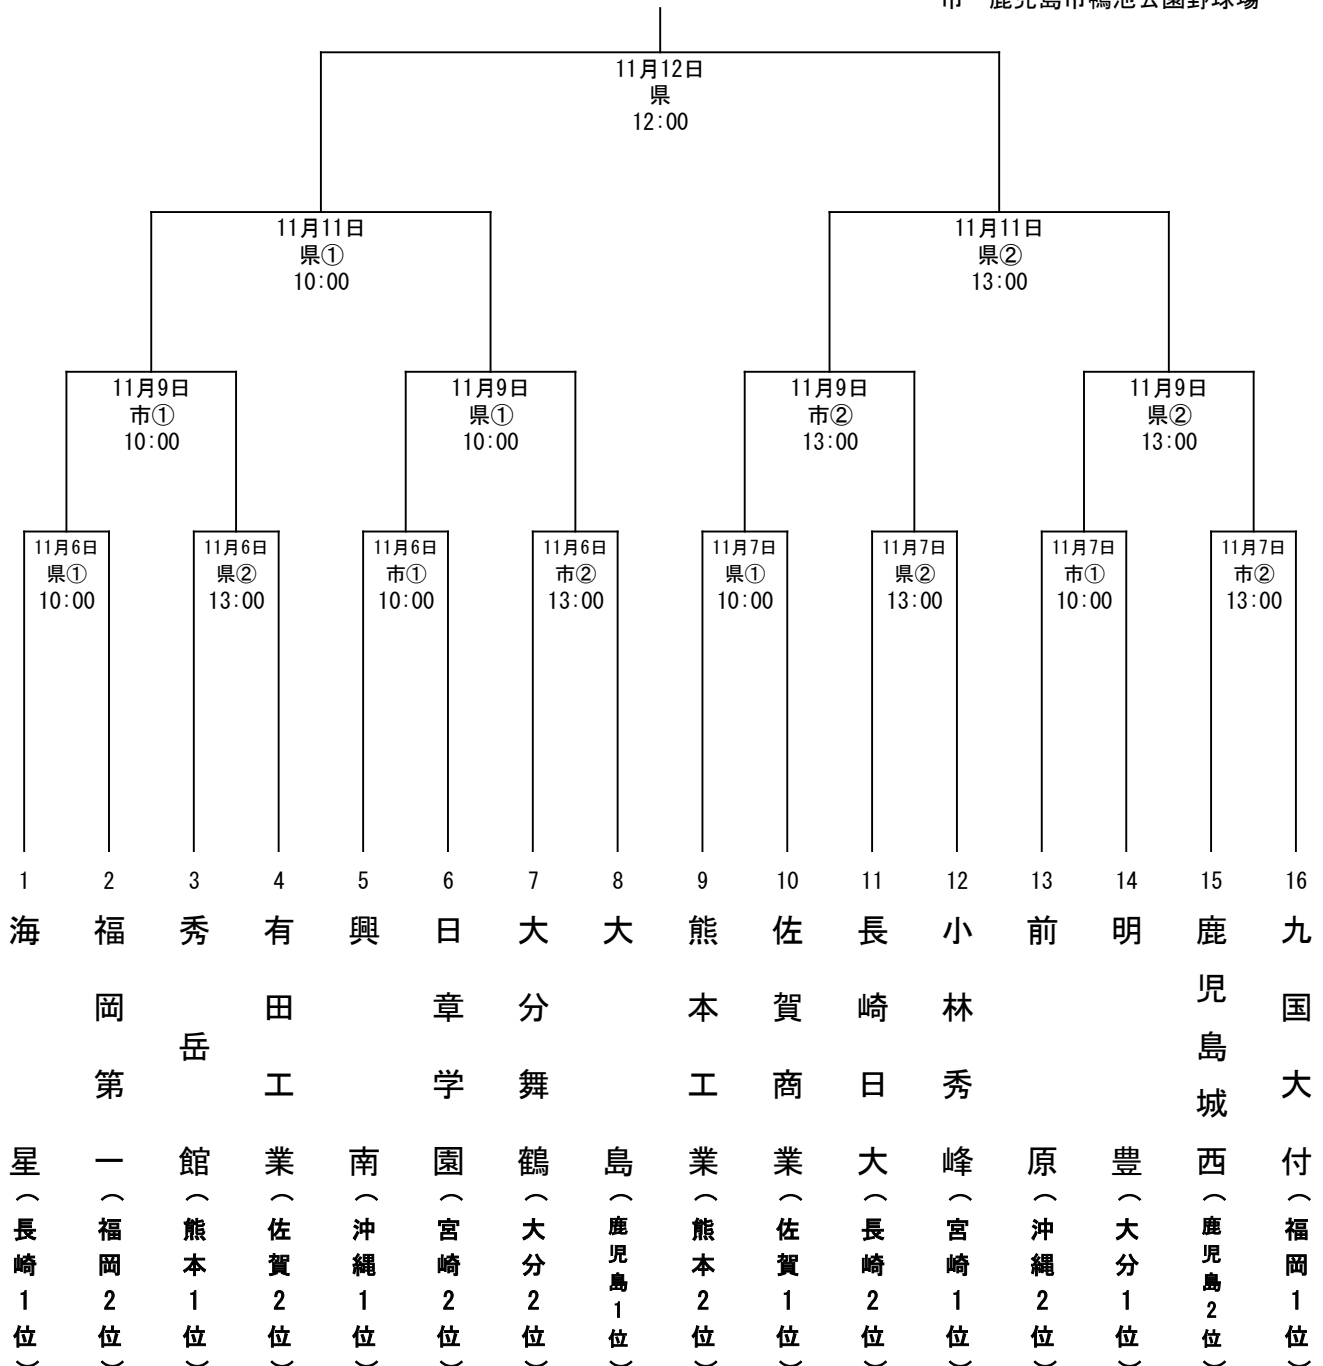 市　鹿児島市鴨池公園野球場
11月12日
県
12:00
11月11日
県①
10:00
11月11日
県②
13:00
11月9日
市①
10:00
11月9日
県①
10:00
11月9日
市②
13:00
11月9日
県②
13:00
11月6日
県①
10:00
11月6日
県②
13:00
11月6日
市①
10:00
11月6日
市②
13:00
11月7日
県①
10:00
11月7日
県②
13:00
11月7日
市①
10:00
11月7日
市②
13:00
1
海星（長崎1位）
2
福岡第一（福岡2位）
3
秀岳館（熊本1位）
4
有田工業（佐賀2位）
5
興南（沖縄1位）
6
日章学園（宮崎2位）
7
大分舞鶴（大分2位）
8
大島（鹿児島1位）
9
熊本工業（熊本2位）
10
佐賀商業（佐賀1位）
11
長崎日大（長崎2位）
12
小林秀峰（宮崎1位）
13
前原（沖縄2位）
14
明豊（大分1位）
15
鹿児島城西（鹿児島2位）
16
九国大付（福岡1位）